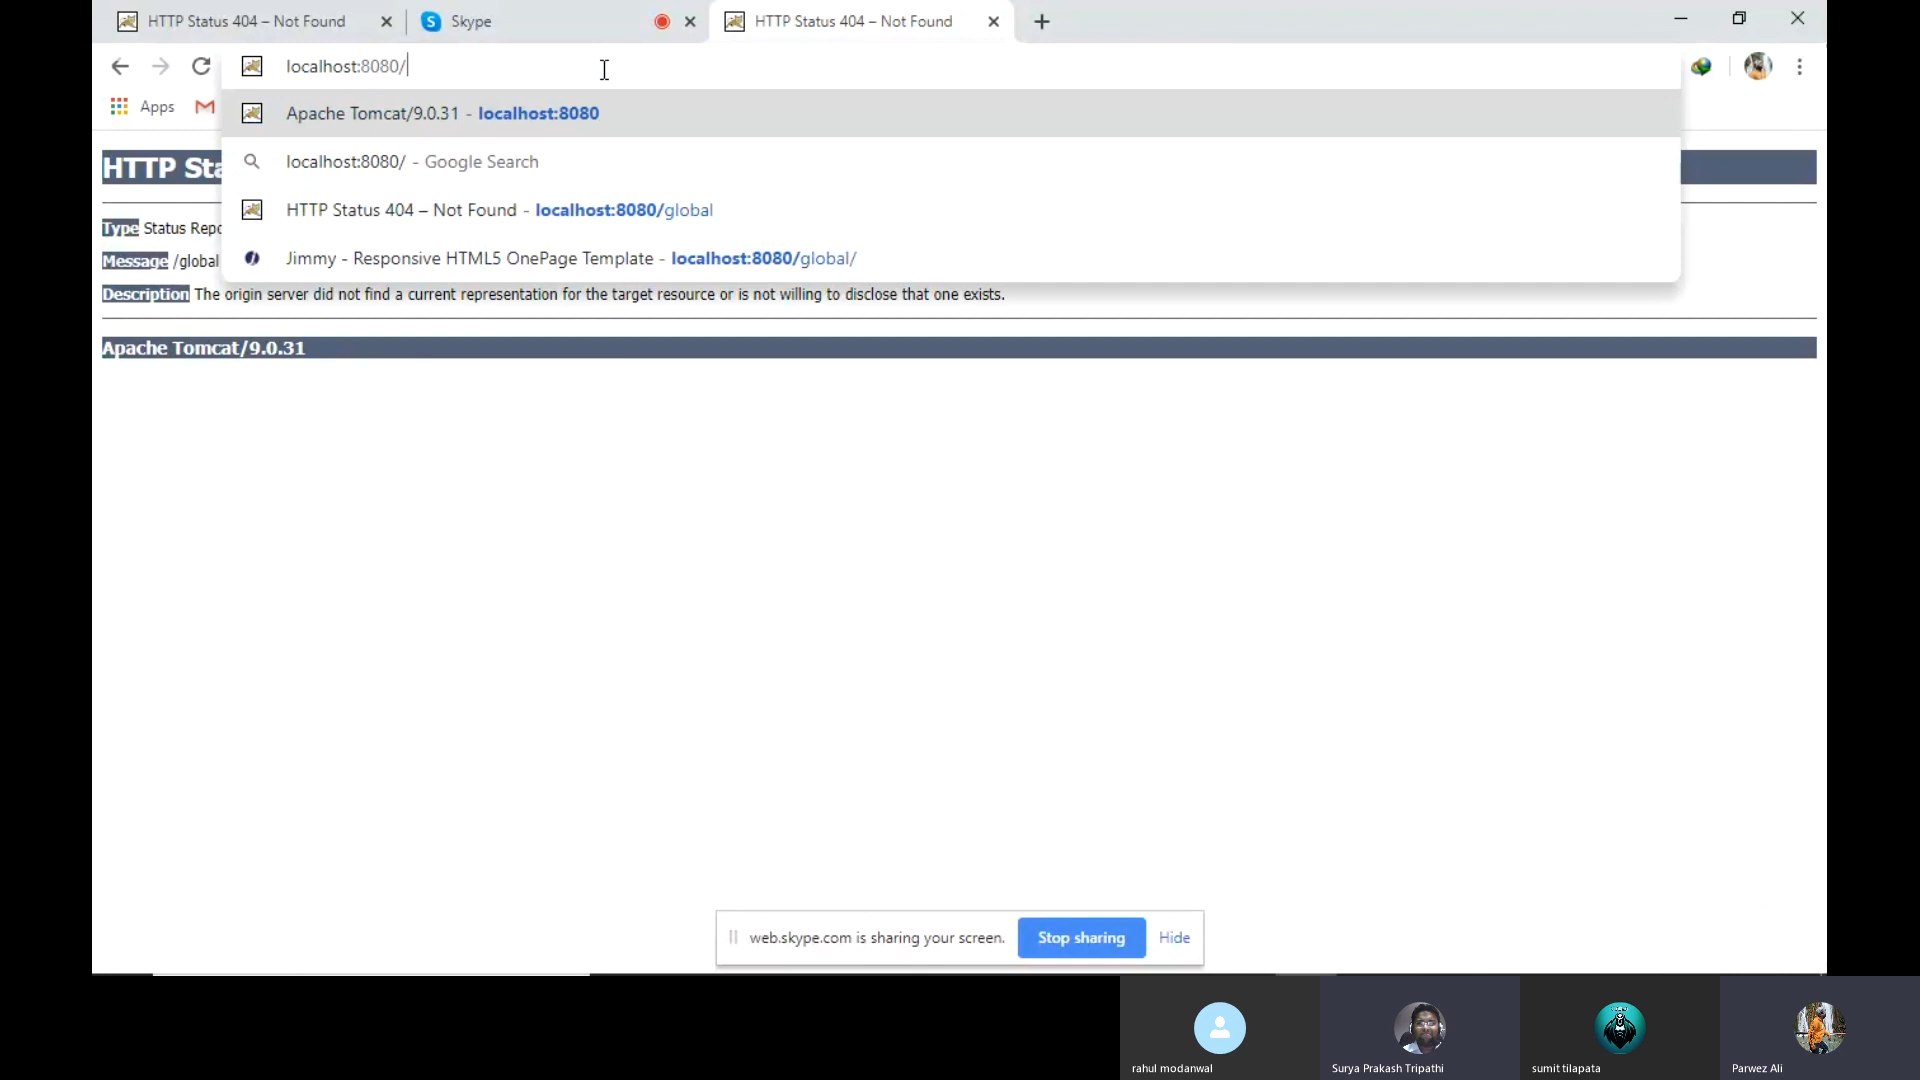 HTTP Status 404 – Not Found
Skype
HTTP Status 404 – Not Found
localhost:8080/
Apps
Apache Tomcat/9.0.31 - localhost:8080
localhost:8080/ - Google Search
HTTP Status 404 – Not Found - localhost:8080/global
Jimmy - Responsive HTML5 OnePage Template - localhost:8080/global/
HTTP Sta
Type Status Repo
Message /global
Description The origin server did not find a current representation for the target resource or is not willing to disclose that one exists.
Apache Tomcat/9.0.31
web.skype.com is sharing your screen.
Stop sharing
Hide
rahul modanwal
Surya Prakash Tripathi
sumit tilapata
Parwez Ali